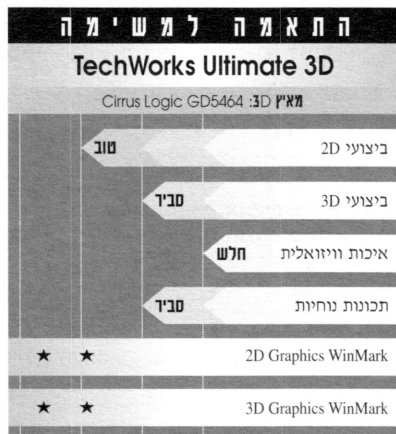 התאמה למשימה
TechWorks Ultimate 3D
מאיץ 3D: Cirrus Logic GD5464
ביצועי 2D טוב
ביצועי 3D סביר
איכות וויזואלית חלש
תכונות נוחיות סביר
2D Graphics WinMark ★ ★
3D Graphics WinMark ★ ★